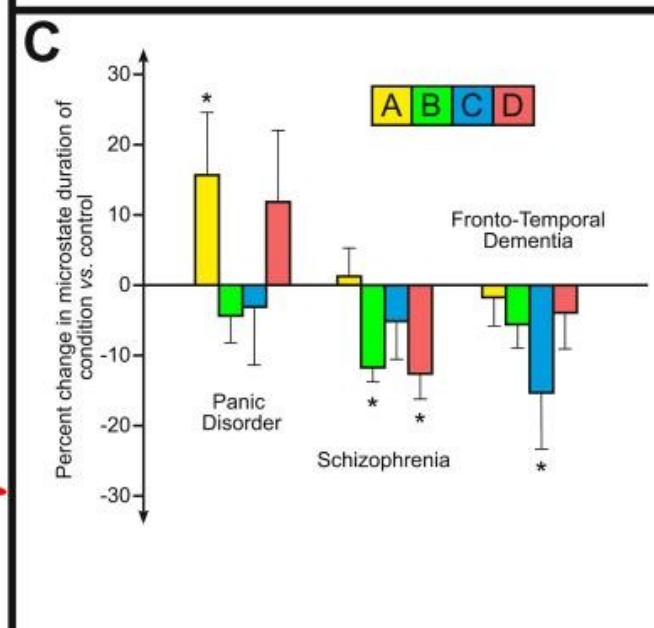 C
Percent change in microstate duration of
condition vs. control
30
20
10
0
-10
-20
-30
A B C D
*
Panic
Disorder
*
*
Schizophrenia
Fronto-Temporal
Dementia
*